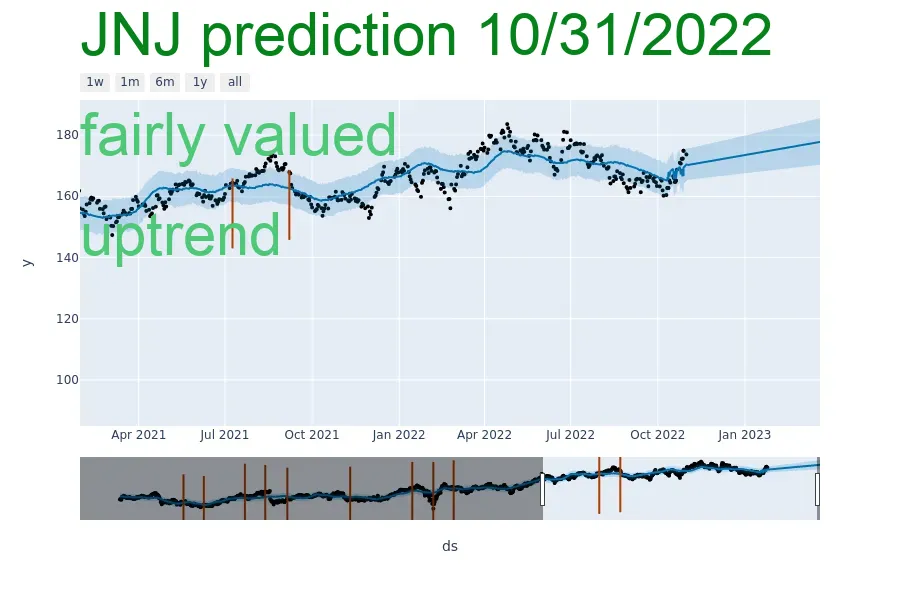 JNJ prediction 10/31/2022
1w 1m 6m 1y all
fairly valued
uptrend
180
160
140
120
100
y
Apr 2021 Jul 2021 Oct 2021 Jan 2022 Apr 2022 Jul 2022 Oct 2022 Jan 2023
ds